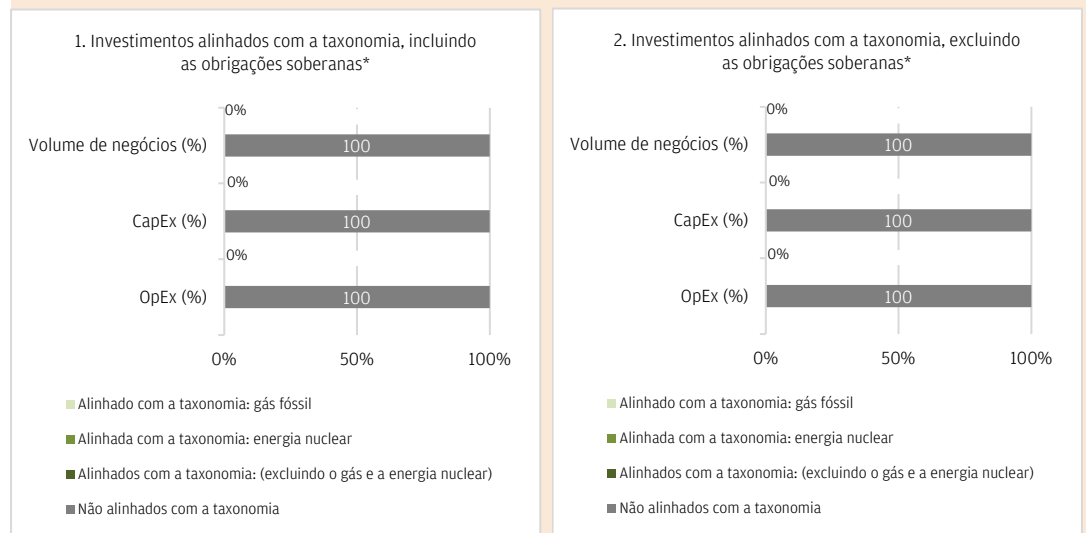 1. Investimentos alinhados com a taxonomia, incluindo
as obrigações soberanas*
0%
Volume de negócios (%)
100
0%
CapEx (%)
100
0%
OpEx (%)
100
0%
50%
100%
Alinhado com a taxonomia: gás fóssil
Alinhada com a taxonomia: energia nuclear
Alinhados com a taxonomia: (excluindo o gás e a energia nuclear)
Não alinhados com a taxonomia
2. Investimentos alinhados com a taxonomia, excluindo
as obrigações soberanas*
0%
Volume de negócios (%)
100
0%
CapEx (%)
100
0%
OpEx (%)
100
0%
50%
100%
Alinhado com a taxonomia: gás fóssil
Alinhada com a taxonomia: energia nuclear
Alinhados com a taxonomia: (excluindo o gás e a energia nuclear)
Não alinhados com a taxonomia